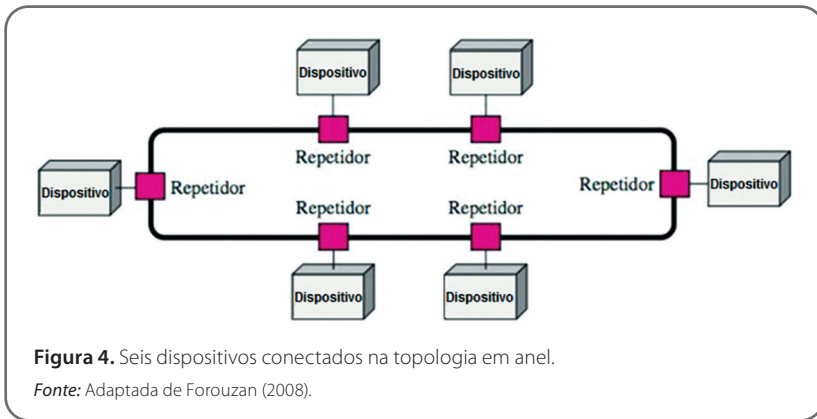 Dispositivo
Dispositivo
Repetidor
Repetidor
Dispositivo
Repetidor
Repetidor
Dispositivo
Repetidor
Repetidor
Dispositivo
Dispositivo
Figura 4. Seis dispositivos conectados na topologia em anel.
Fonte: Adaptada de Forouzan (2008).